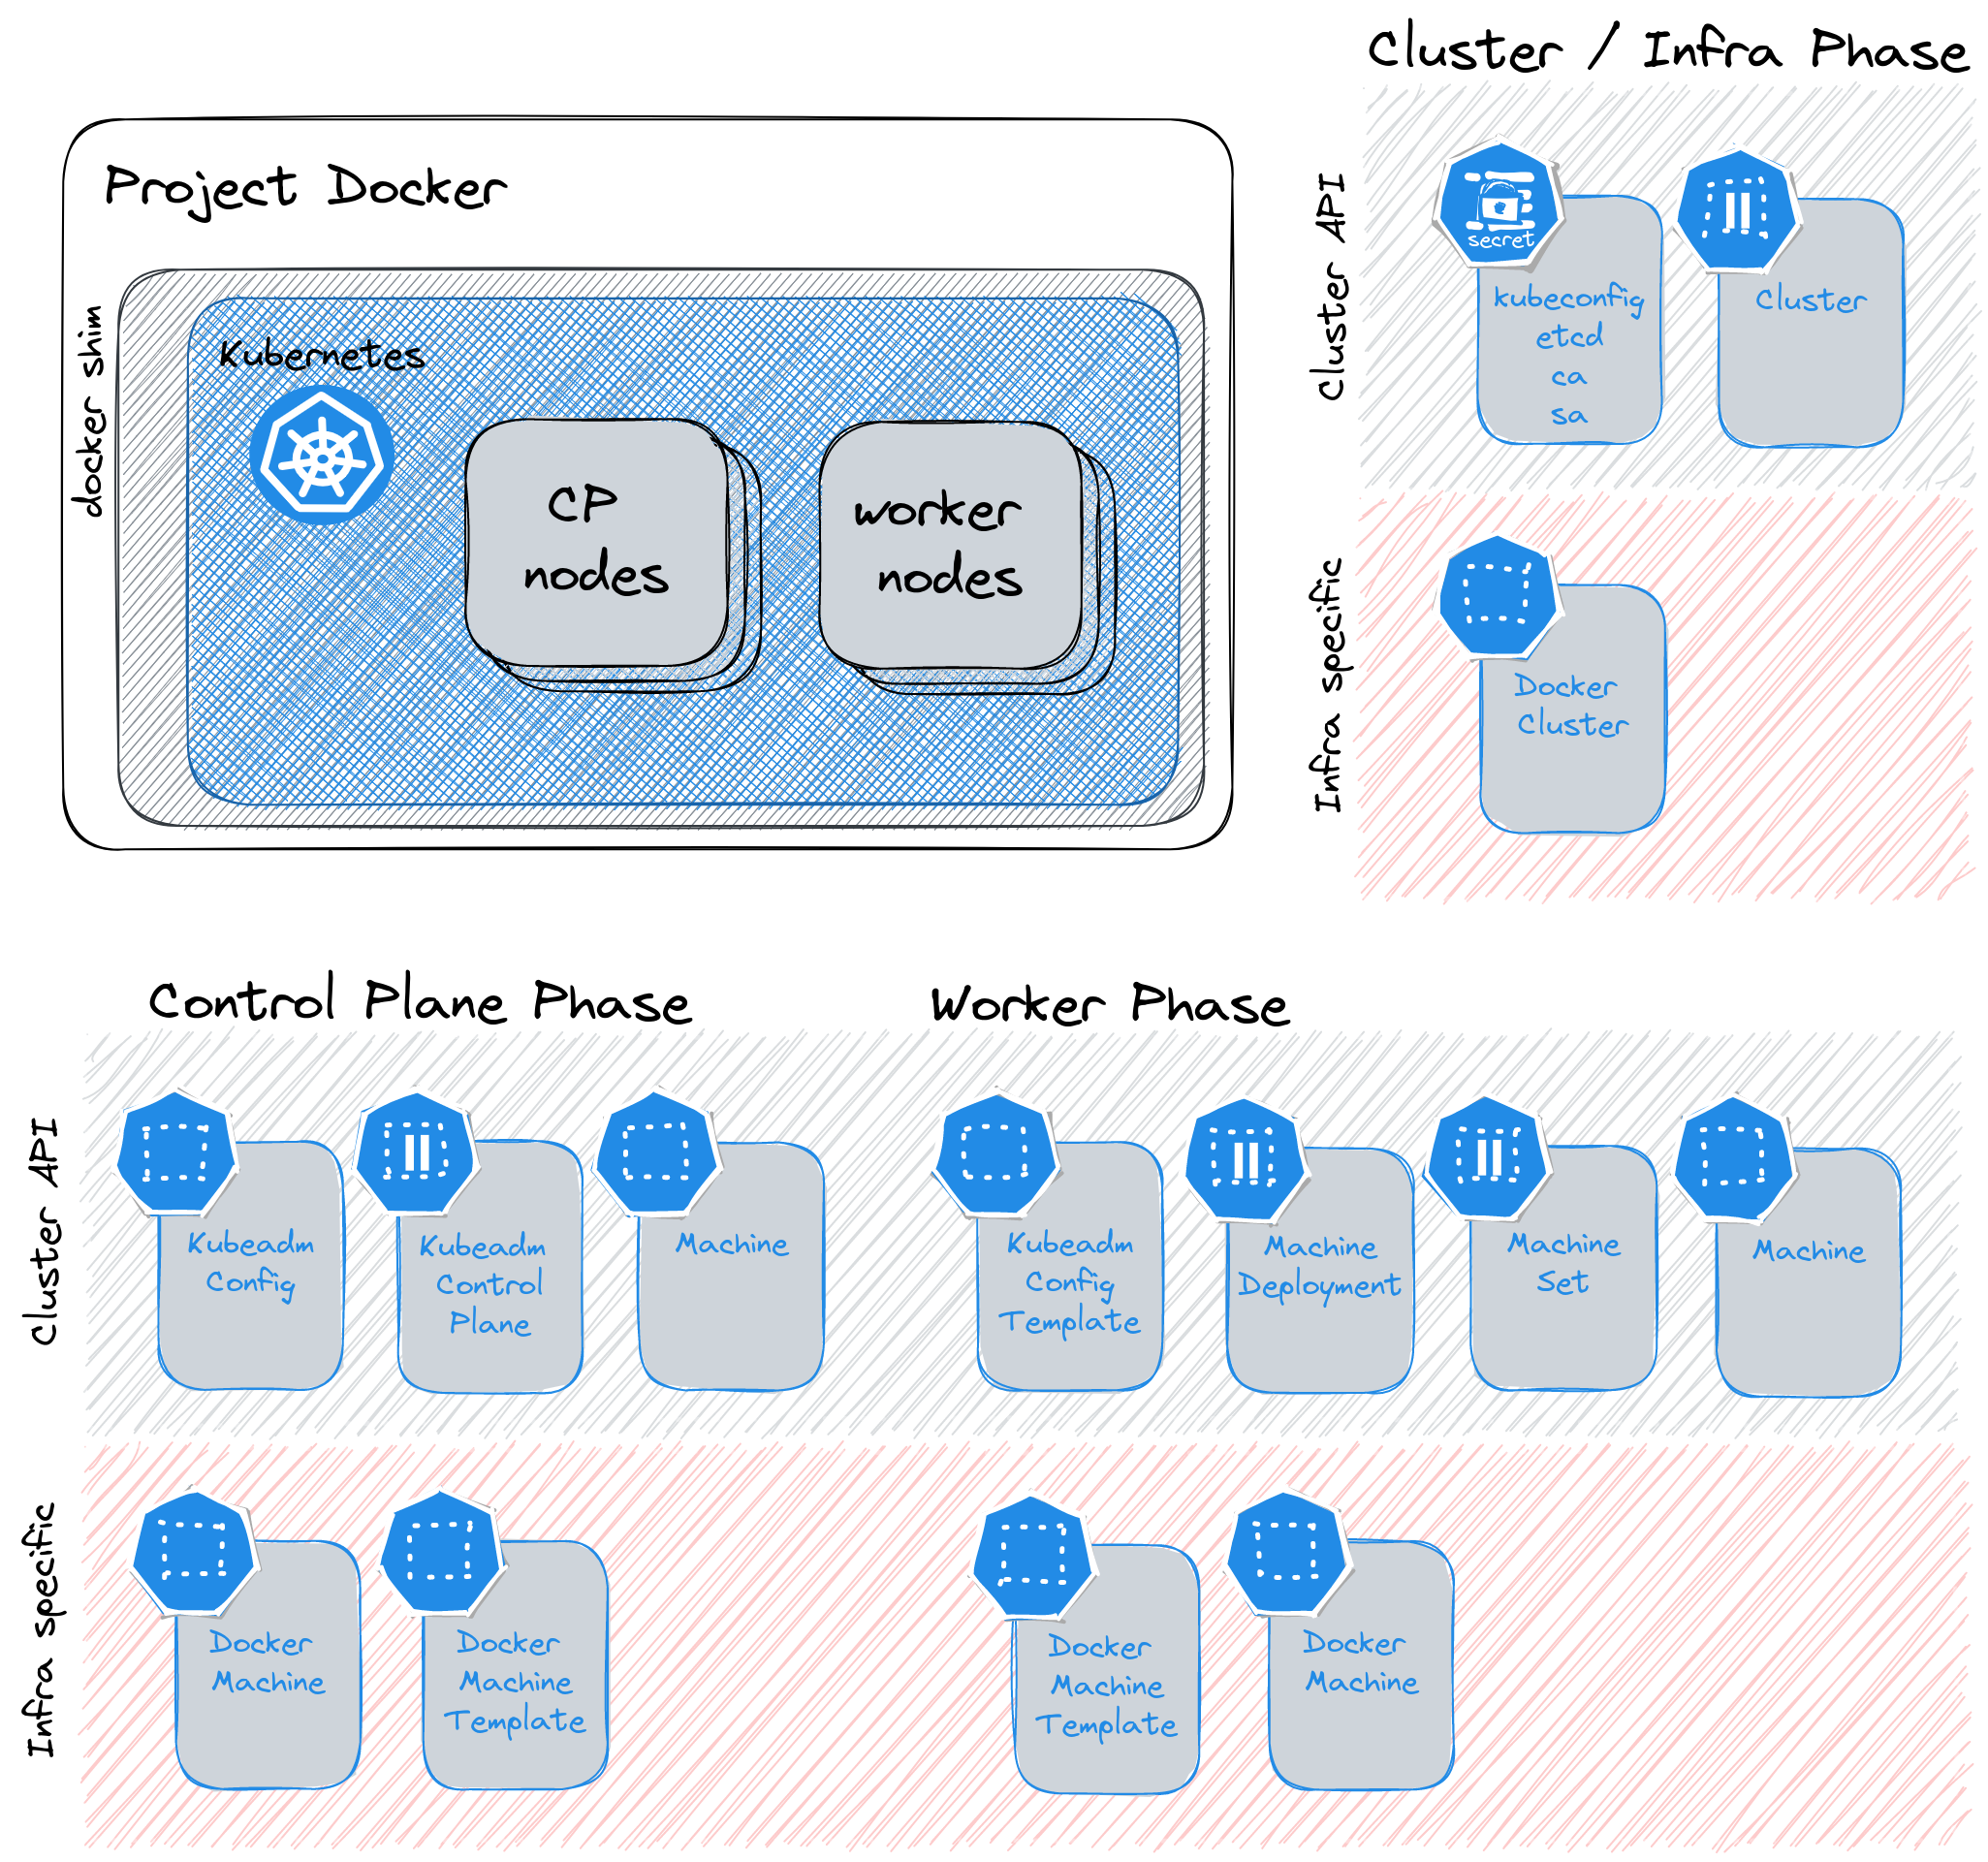 Cluster / Infra Phase
Project Docker
docker shim
Kubernetes
CP
nodes
worker
nodes
Cluster API
secret
kubeconfig
etcd
ca
sa
Cluster
Infra specific
Docker
Cluster
Control Plane Phase
Worker Phase
Cluster API
Kubeadm
Config
Kubeadm
Control
Plane
Machine
Kubeadm
Config
Template
Machine
Deployment
Machine
Set
Machine
Infra specific
Docker
Machine
Docker
Machine
Template
Docker
Machine
Template
Docker
Machine